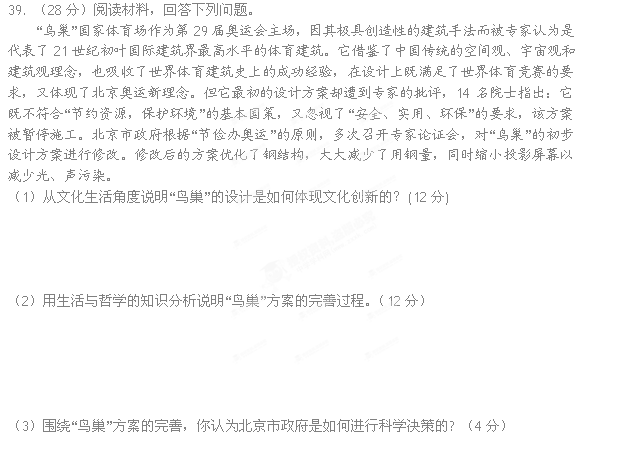 39. （28 分）阅读材料，回答下列问题。
“鸟巢”国家体育场作为第 29 届奥运会主场，因其极具创造性的建筑手法而被专家认为是
代表了 21 世纪初叶国际建筑界最高水平的体育建筑。它借鉴了中国传统的空间观、宇宙观和
建筑观理念，也吸收了世界体育建筑史上的成功经验，在设计上既满足了世界体育竞赛的要
求，又体现了北京奥运新理念。但它最初的设计方案却遭到专家的批评，14 名院士指出：它
既不符合“节约资源，保护环境”的基本国策，又忽视了“安全、实用、环保”的要求，该方案
被暂停施工。北京市政府根据“节俭办奥运”的原则，多次召开专家论证会，对“鸟巢”的初步
设计方案进行修改。修改后的方案优化了钢结构，大大减少了用钢量，同时缩小投影屏幕以
减少光、声污染。
（1）从文化生活角度说明“鸟巢”的设计是如何体现文化创新的？(12 分)
（2）用生活与哲学的知识分析说明“鸟巢”方案的完善过程。（12 分）
（3）围绕“鸟巢”方案的完善，你认为北京市政府是如何进行科学决策的？（4 分）